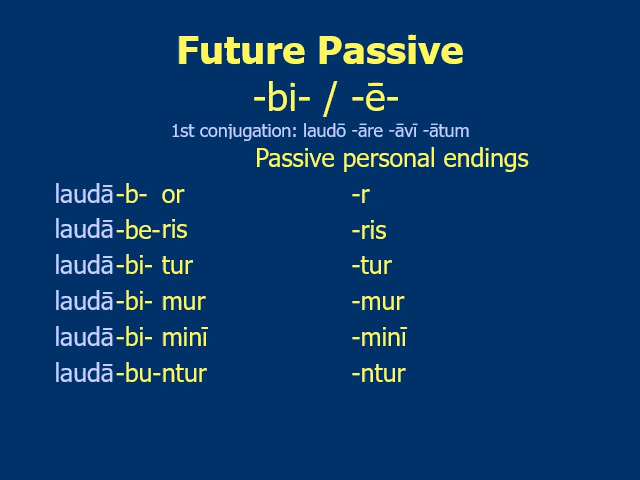 Future Passive
-bi- / -ē-
1st conjugation: laudō -āre -āvī -ātum
Passive personal endings
laudā -b- or -r
laudā -be- ris -ris
laudā -bi- tur -tur
laudā -bi- mur -mur
laudā -bi- minī -minī
laudā -bu- ntur -ntur